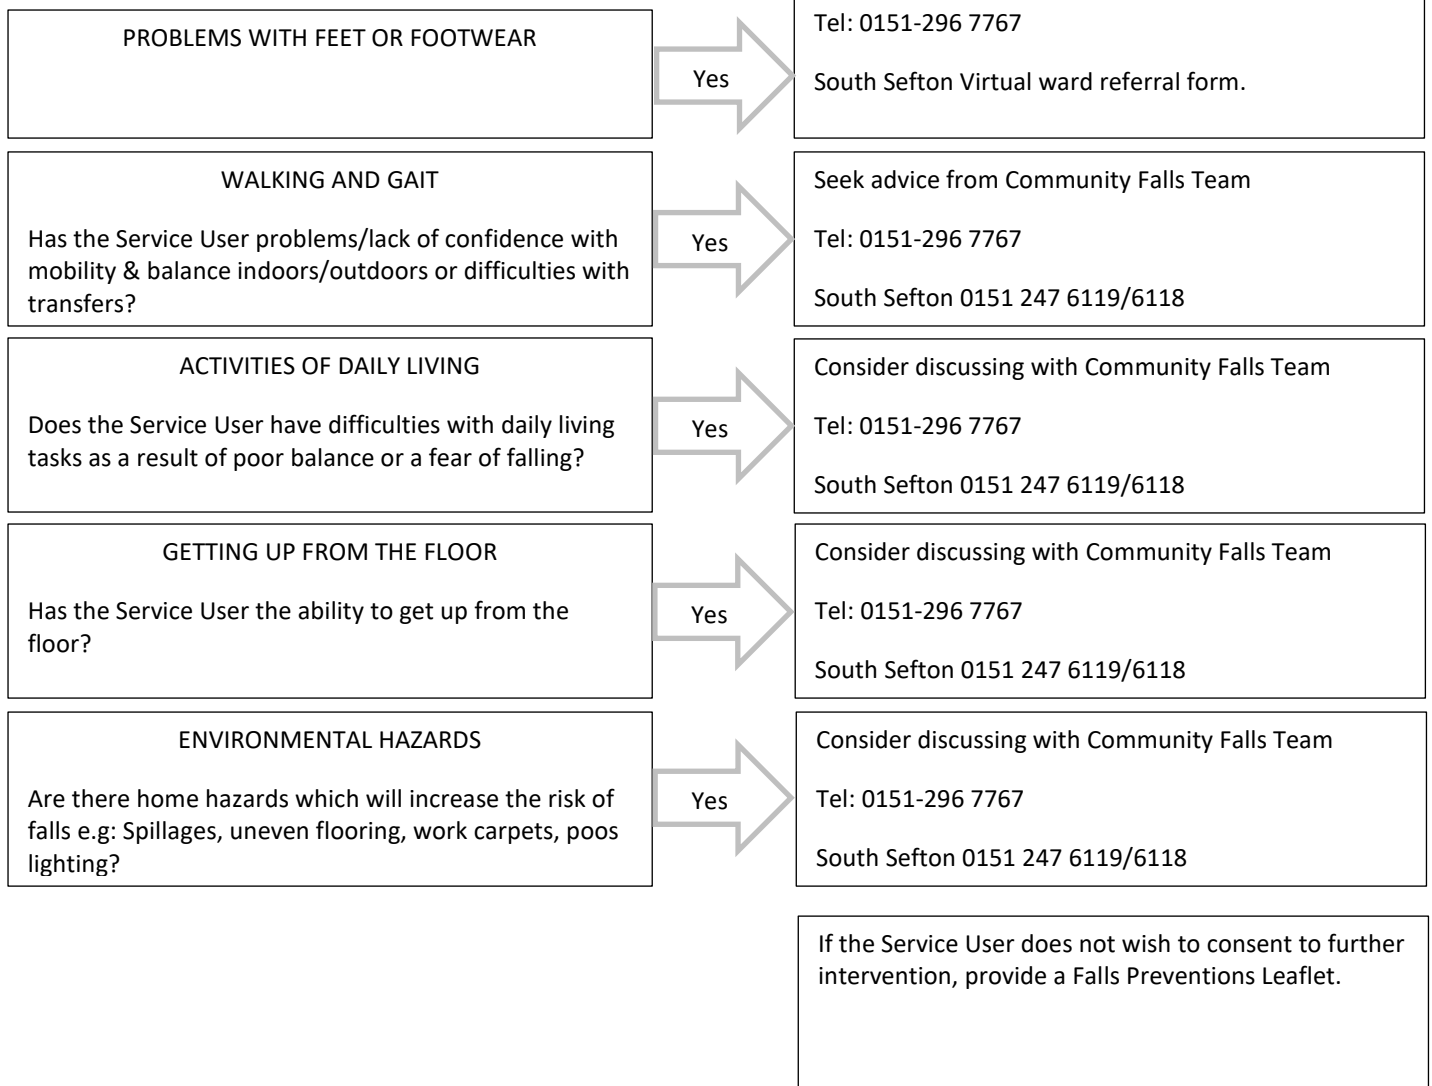 PROBLEMS WITH FEET OR FOOTWEAR
Yes
Tel: 0151-296 7767
South Sefton Virtual ward referral form.
WALKING AND GAIT
Has the Service User problems/lack of confidence with
mobility & balance indoors/outdoors or difficulties with
transfers?
Yes
Seek advice from Community Falls Team
Tel: 0151-296 7767
South Sefton 0151 247 6119/6118
ACTIVITIES OF DAILY LIVING
Does the Service User have difficulties with daily living
tasks as a result of poor balance or a fear of falling?
Yes
Consider discussing with Community Falls Team
Tel: 0151-296 7767
South Sefton 0151 247 6119/6118
GETTING UP FROM THE FLOOR
Has the Service User the ability to get up from the
floor?
Yes
Consider discussing with Community Falls Team
Tel: 0151-296 7767
South Sefton 0151 247 6119/6118
ENVIRONMENTAL HAZARDS
Are there home hazards which will increase the risk of
falls e.g: Spillages, uneven flooring, work carpets, poos
lighting?
Yes
Consider discussing with Community Falls Team
Tel: 0151-296 7767
South Sefton 0151 247 6119/6118
If the Service User does not wish to consent to further
intervention, provide a Falls Preventions Leaflet.